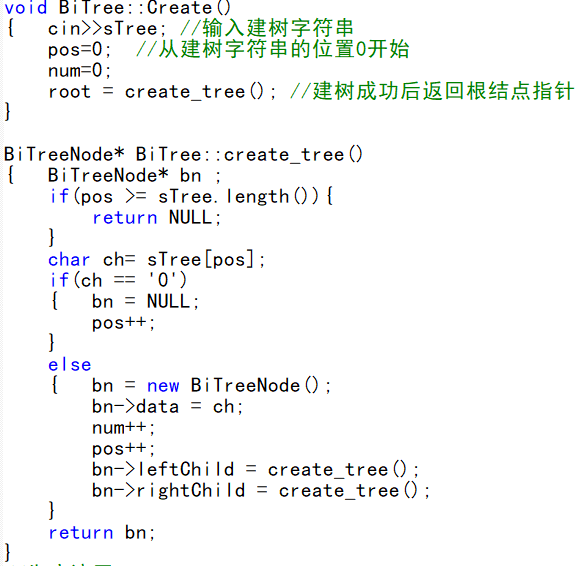 void BiTree::Create()
{   cin>>sTree; //输入建树字符串
    pos=0;  //从建树字符串的位置0开始
    num=0;
    root = create_tree(); //建树成功后返回根结点指针
}

BiTreeNode* BiTree::create_tree()
{   BiTreeNode* bn ;
    if(pos >= sTree.length()){
        return NULL;
    }
    char ch= sTree[pos];
    if(ch == '0')
    {   bn = NULL;
        pos++;
    }
    else
    {   bn = new BiTreeNode();
        bn->data = ch;
        num++;
        pos++;
        bn->leftChild = create_tree();
        bn->rightChild = create_tree();
    }
    return bn;
}